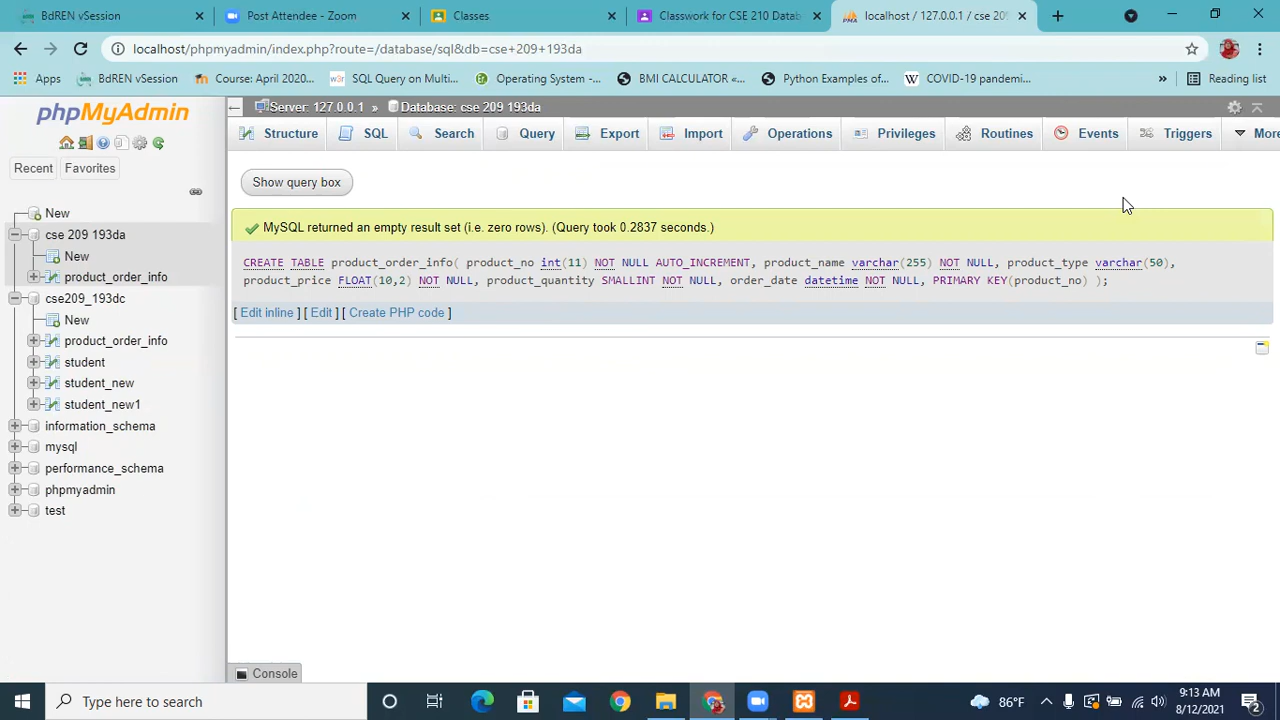 BdREN vSession
Post Attendee - Zoom
Classes
Classwork for CSE 210 Datab
localhost / 127.0.0.1 / cse 209
localhost/phpmyadmin/index.php?route=/database/sql&db=cse+209+193da
Apps
BdREN vSession
Course: April 2020...
SQL Query on Multi...
Operating System -...
BMI CALCULATOR «...
Python Examples of...
COVID-19 pandemi...
»
Reading list
phpMyAdmin
Recent
Favorites
New
cse 209 193da
New
product_order_info
cse209_193dc
New
product_order_info
student
student_new
student_new1
information_schema
mysql
performance_schema
phpmyadmin
test
Server: 127.0.0.1 » Database: cse 209 193da
Structure
SQL
Search
Query
Export
Import
Operations
Privileges
Routines
Events
Triggers
More
Show query box
MySQL returned an empty result set (i.e. zero rows). (Query took 0.2837 seconds.)
CREATE TABLE product_order_info( product_no int(11) NOT NULL AUTO_INCREMENT, product_name varchar(255) NOT NULL, product_type varchar(50),
product_price FLOAT(10,2) NOT NULL, product_quantity SMALLINT NOT NULL, order_date datetime NOT NULL, PRIMARY KEY(product_no) );
[ Edit inline ] [ Edit ] [ Create PHP code ]
Console
Type here to search
86°F
9:13 AM
8/12/2021
2